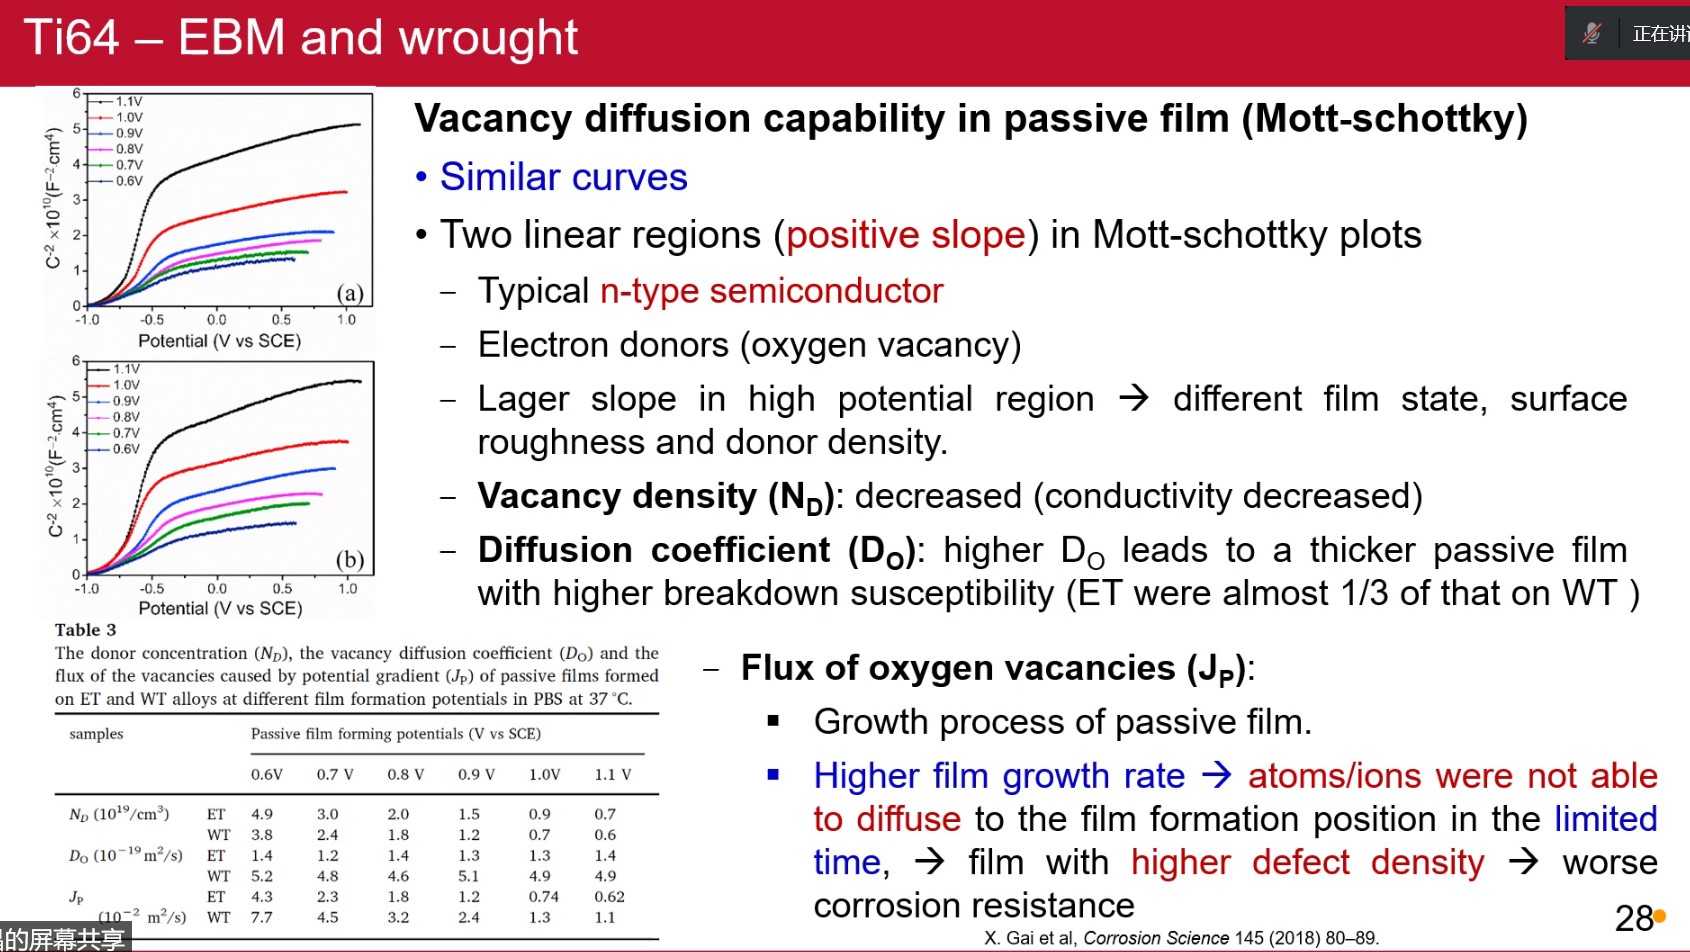 Ti64 – EBM and wrought
正在讲
Vacancy diffusion capability in passive film (Mott-schottky)
• Similar curves
• Two linear regions (positive slope) in Mott-schottky plots
– Typical n-type semiconductor
– Electron donors (oxygen vacancy)
– Lager slope in high potential region → different film state, surface
roughness and donor density.
– Vacancy density (N_D): decreased (conductivity decreased)
– Diffusion coefficient (D_O): higher D_O leads to a thicker passive film
with higher breakdown susceptibility (ET were almost 1/3 of that on WT )
– Flux of oxygen vacancies (J_P):
▪ Growth process of passive film.
▪ Higher film growth rate → atoms/ions were not able
to diffuse to the film formation position in the limited
time, → film with higher defect density → worse
corrosion resistance
X. Gai et al, Corrosion Science 145 (2018) 80–89.
28
C⁻² ×10¹⁰(F⁻²·cm⁴)
6
5
4
3
2
1
0
1.1V
1.0V
0.9V
0.8V
0.7V
0.6V
(a)
-1.0 -0.5 0.0 0.5 1.0
Potential (V vs SCE)
C⁻² ×10¹⁰(F⁻²·cm⁴)
6
5
4
3
2
1
0
1.1V
1.0V
0.9V
0.8V
0.7V
0.6V
(b)
-1.0 -0.5 0.0 0.5 1.0
Potential (V vs SCE)
Table 3
The donor concentration (N_D), the vacancy diffusion coefficient (D_O) and the
flux of the vacancies caused by potential gradient (J_P) of passive films formed
on ET and WT alloys at different film formation potentials in PBS at 37 °C.
samples Passive film forming potentials (V vs SCE)
0.6V 0.7 V 0.8 V 0.9 V 1.0V 1.1 V
N_D (10¹⁹/cm³) ET 4.9 3.0 2.0 1.5 0.9 0.7
WT 3.8 2.4 1.8 1.2 0.7 0.6
D_O (10⁻¹⁹ m²/s) ET 1.4 1.2 1.4 1.3 1.3 1.4
WT 5.2 4.8 4.6 5.1 4.9 4.9
J_P ET 4.3 2.3 1.8 1.2 0.74 0.62
(10⁻² m²/s) WT 7.7 4.5 3.2 2.4 1.3 1.1
的屏幕共享